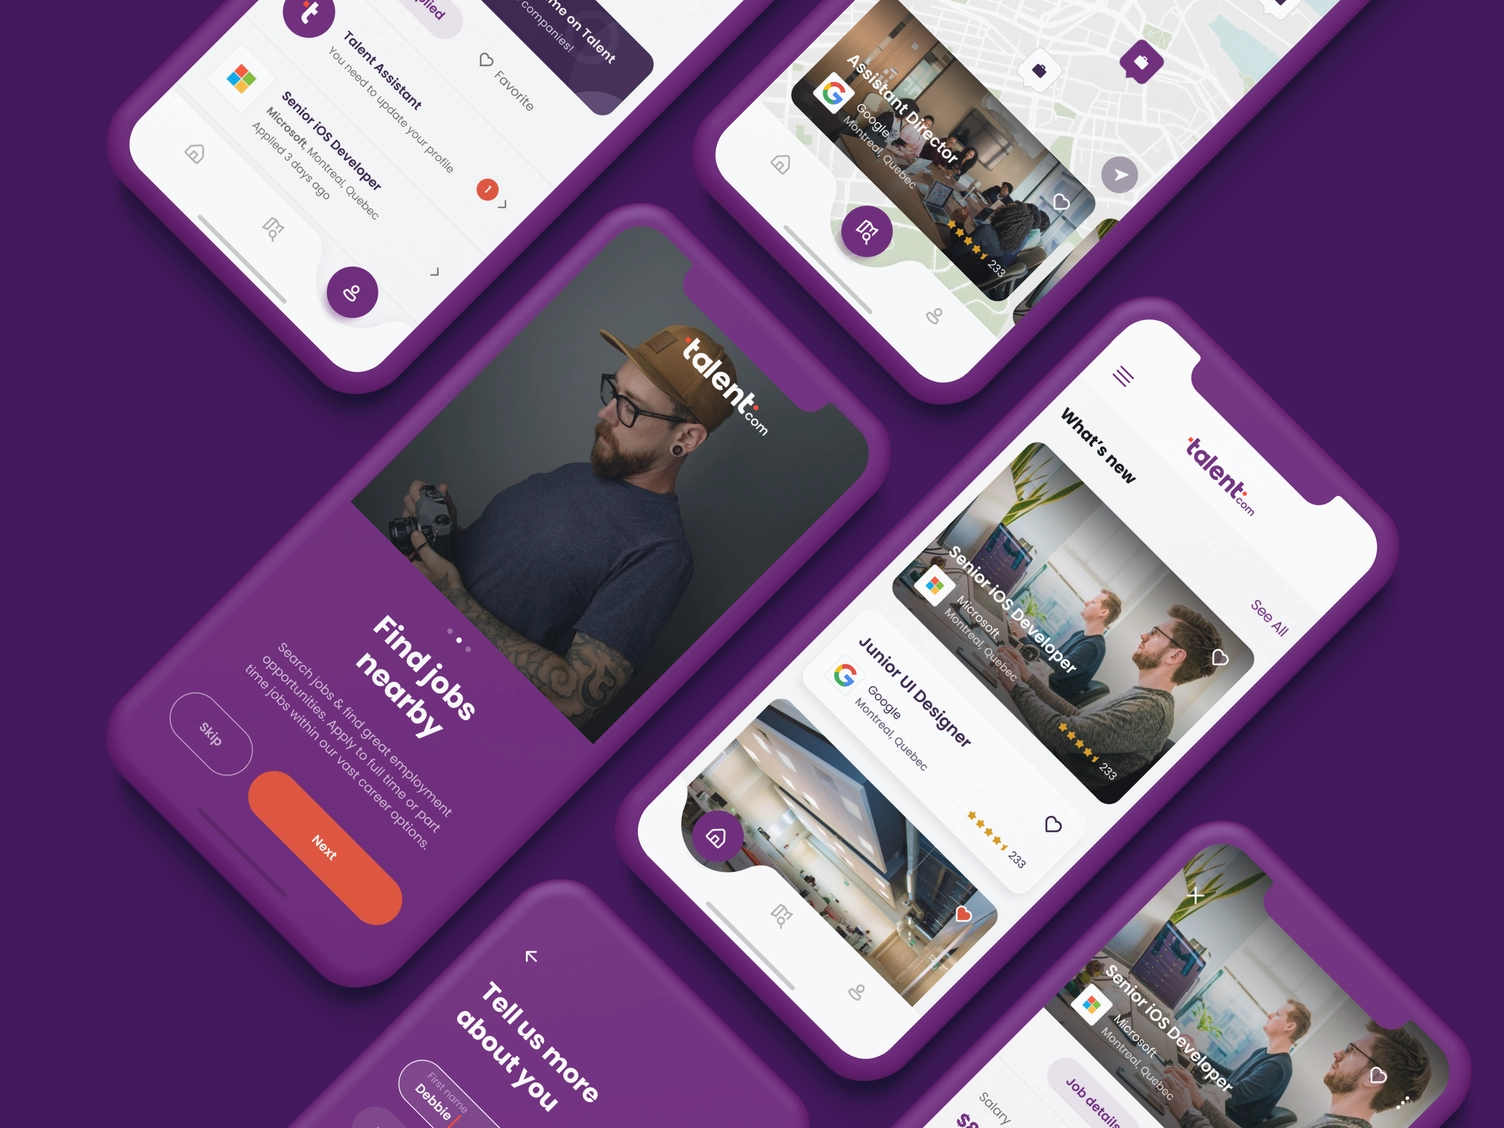 Talent Assistant
You need to update your profile
Senior iOS Developer
Microsoft, Montreal, Quebec
Applied 3 days ago
Favorite
me on Talent
companies!
1
Assistant Director
Google
Montreal, Quebec
233
talent.com
Find jobs
nearby
Search jobs & find great employment
opportunities. Apply to full time or part
time jobs within our vast career options.
Skip
Next
talent.com
What's new
See All
Senior iOS Developer
Microsoft
Montreal, Quebec
233
Junior UI Designer
Google
Montreal, Quebec
233
Tell us more
about you
First name
Debbie
Senior iOS Developer
Microsoft
Montreal, Quebec
Job details
Salary